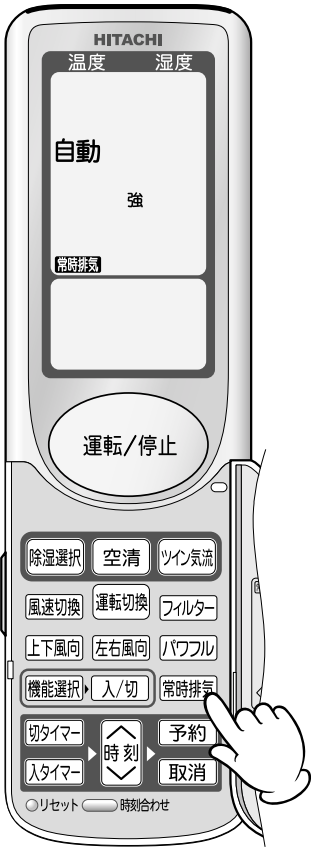 HITACHI
温度 湿度
自動
強
常時排気
運転/停止
除湿選択 空清 ツイン気流
風速切換 運転切換 フィルター
上下風向 左右風向 パワフル
機能選択 入/切 常時排気
切タイマー 時刻 予約
入タイマー 取消
リセット 時刻合わせ